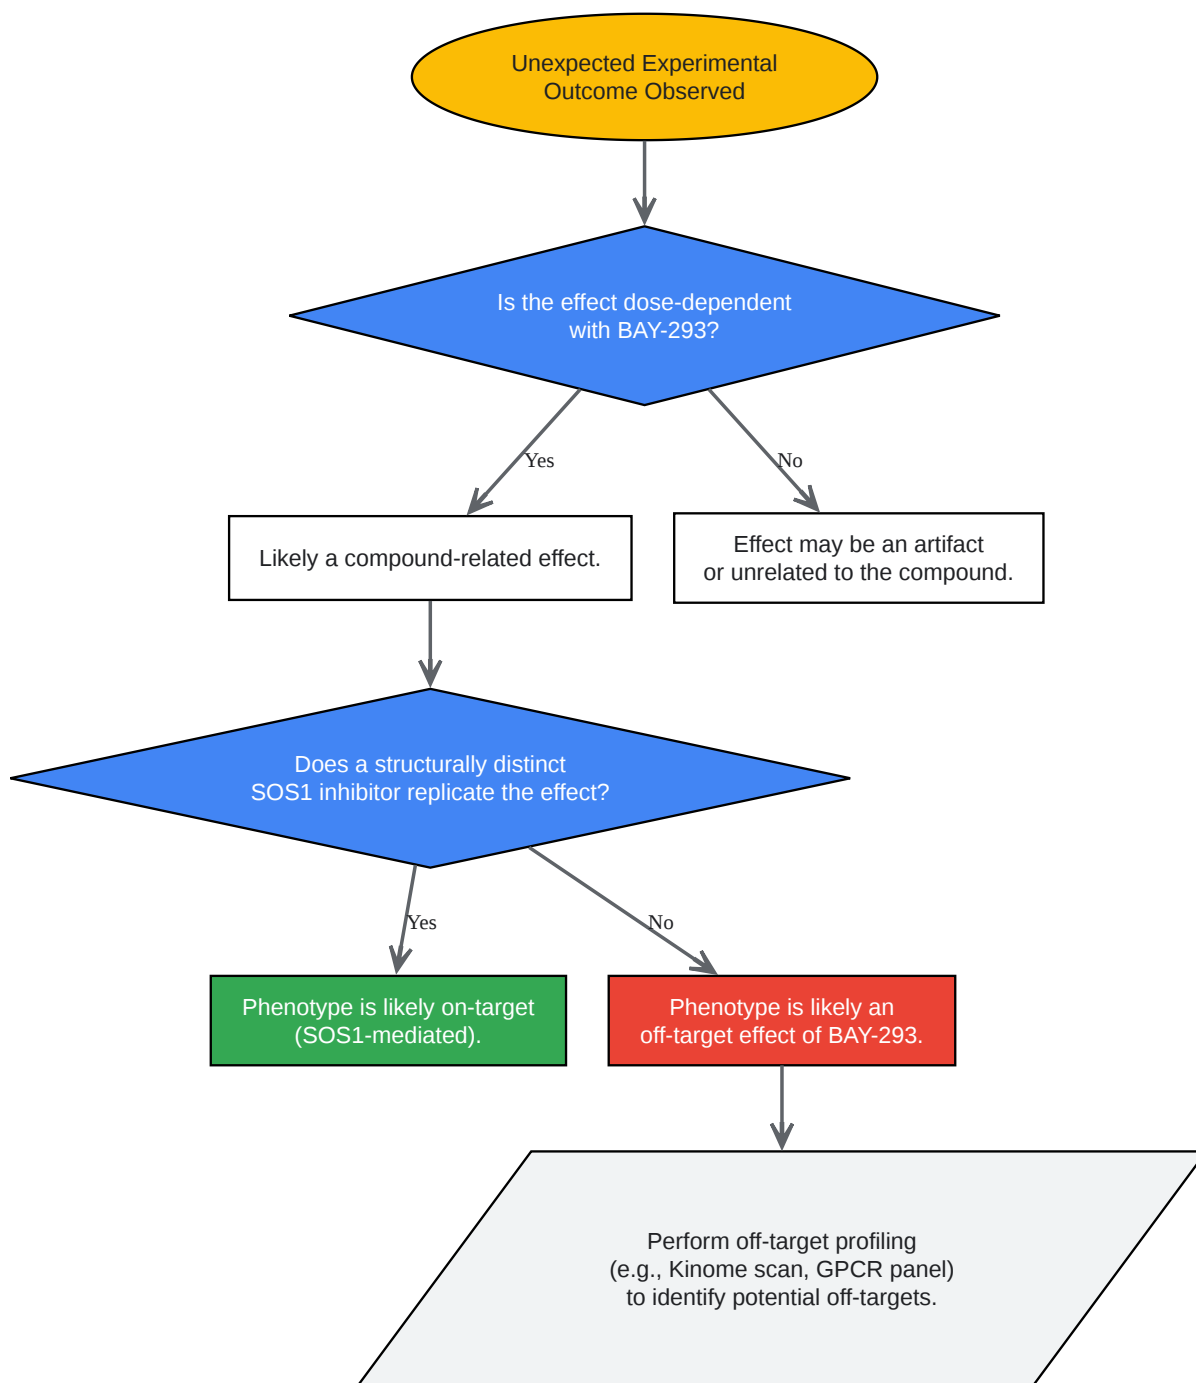 Unexpected Experimental
Outcome Observed
Is the effect dose-dependent
with BAY-293?
Yes
No
Likely a compound-related effect.
Effect may be an artifact
or unrelated to the compound.
Does a structurally distinct
SOS1 inhibitor replicate the effect?
Yes
No
Phenotype is likely on-target
(SOS1-mediated).
Phenotype is likely an
off-target effect of BAY-293.
Perform off-target profiling
(e.g., Kinome scan, GPCR panel)
to identify potential off-targets.